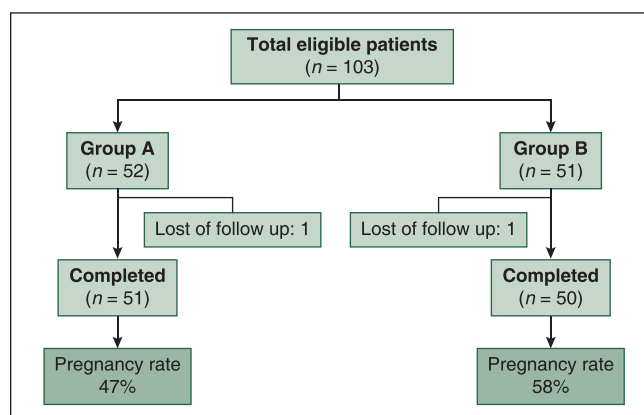 Total eligible patients
(n = 103)
Group A
(n = 52)
Group B
(n = 51)
Lost of follow up: 1
Lost of follow up: 1
Completed
(n = 51)
Completed
(n = 50)
Pregnancy rate
47%
Pregnancy rate
58%